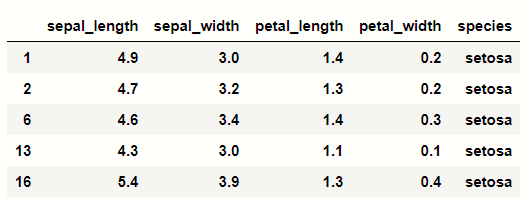 sepal_length sepal_width petal_length petal_width species
1 4.9 3.0 1.4 0.2 setosa
2 4.7 3.2 1.3 0.2 setosa
6 4.6 3.4 1.4 0.3 setosa
13 4.3 3.0 1.1 0.1 setosa
16 5.4 3.9 1.3 0.4 setosa